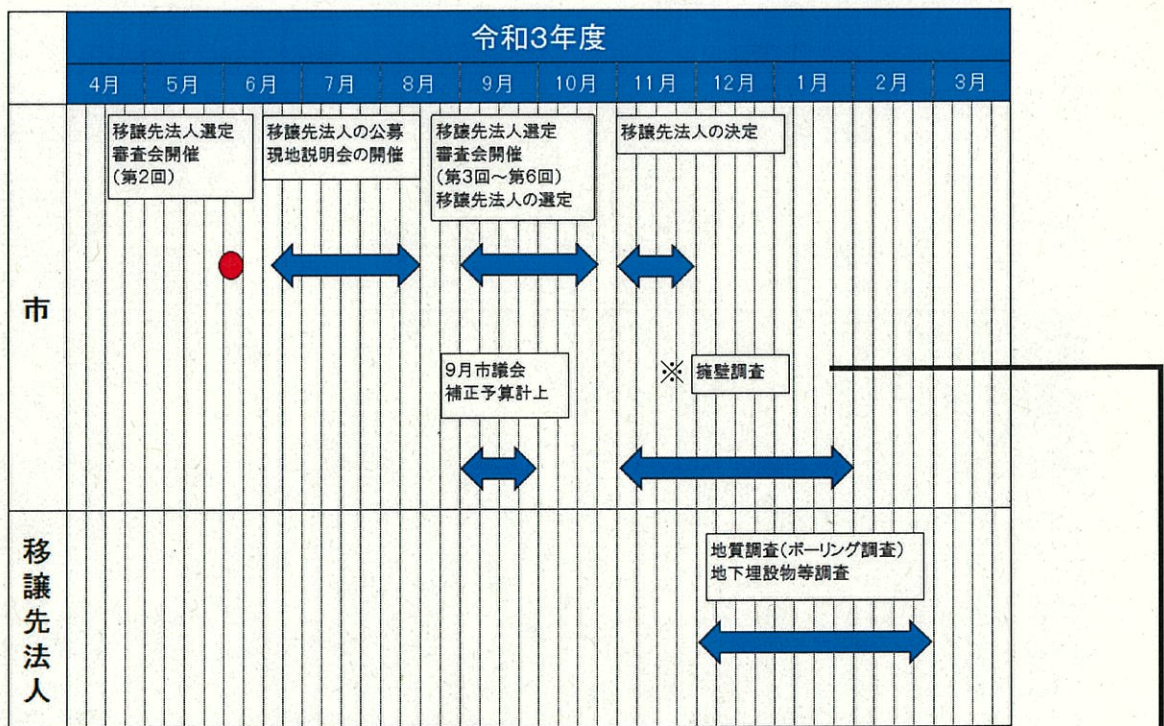 令和3年度
4月 5月 6月 7月 8月 9月 10月 11月 12月 1月 2月 3月
市
移譲先法人選定
審査会開催
(第2回)
移譲先法人の公募
現地説明会の開催
移譲先法人選定
審査会開催
(第3回～第6回)
移譲先法人の選定
移譲先法人の決定
9月市議会
補正予算計上
※ 擁壁調査
移譲先法人
地質調査(ボーリング調査)
地下埋設物等調査